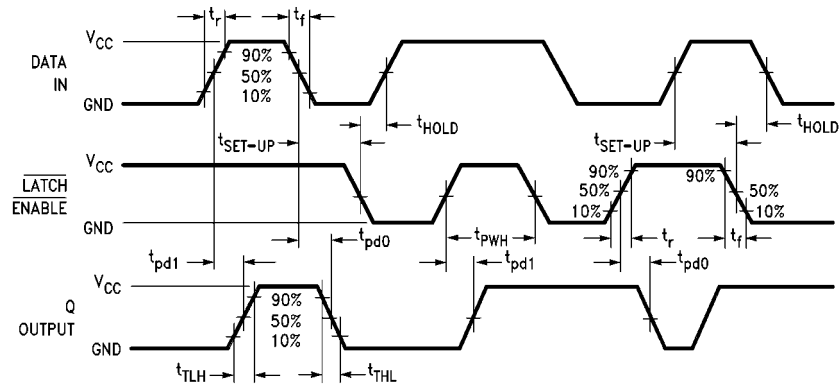 tr
tf
VCC
90%
DATA
50%
IN
10%
GND
tHOLD
tHOLD
tSET-UP
tSET-UP
VCC
LATCH
ENABLE
90%
50%
10%
90%
50%
10%
GND
tpd1
tpd0
tPWH
tpd1
tr
tf
tpd0
VCC
90%
Q
50%
OUTPUT
10%
GND
tTLH
tTHL